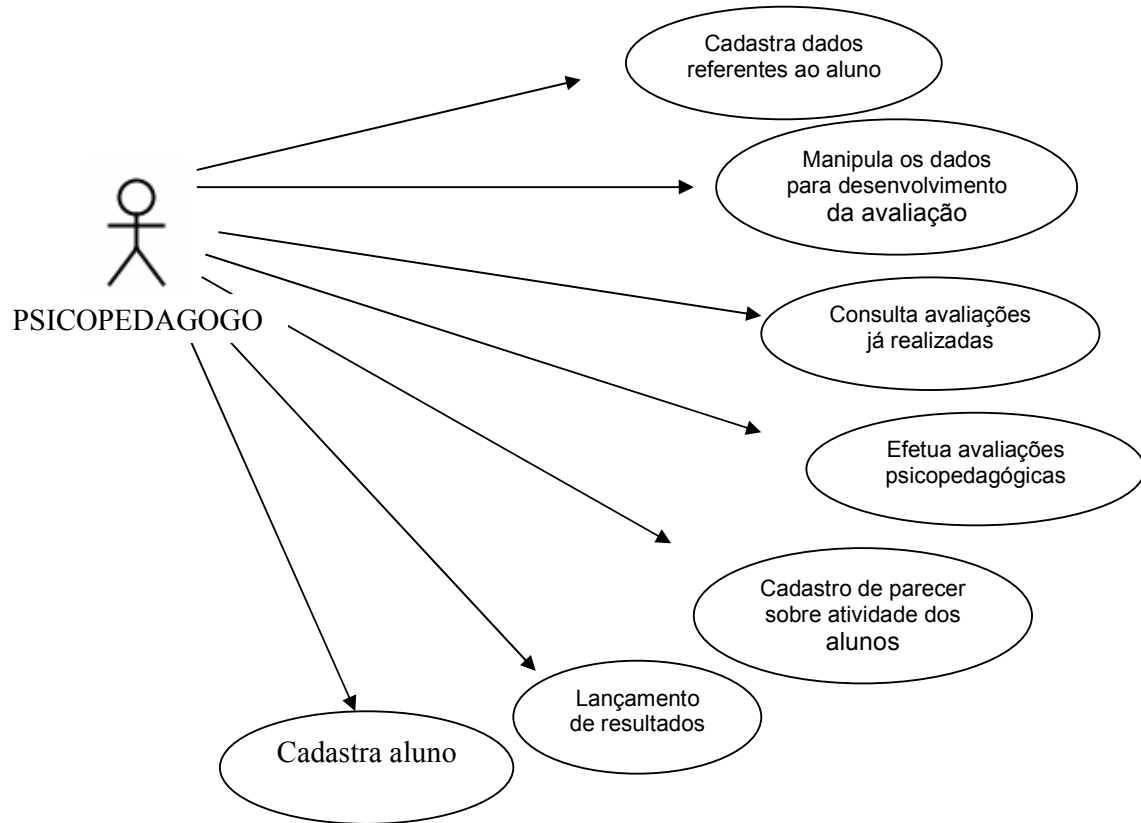 Cadastra dados
referentes ao aluno
Manipula os dados
para desenvolvimento
da avaliação
PSICOPEDAGOGO
Consulta avaliações
já realizadas
Efetua avaliações
psicopedagógicas
Cadastro de parecer
sobre atividade dos
alunos
Lançamento
de resultados
Cadastra aluno